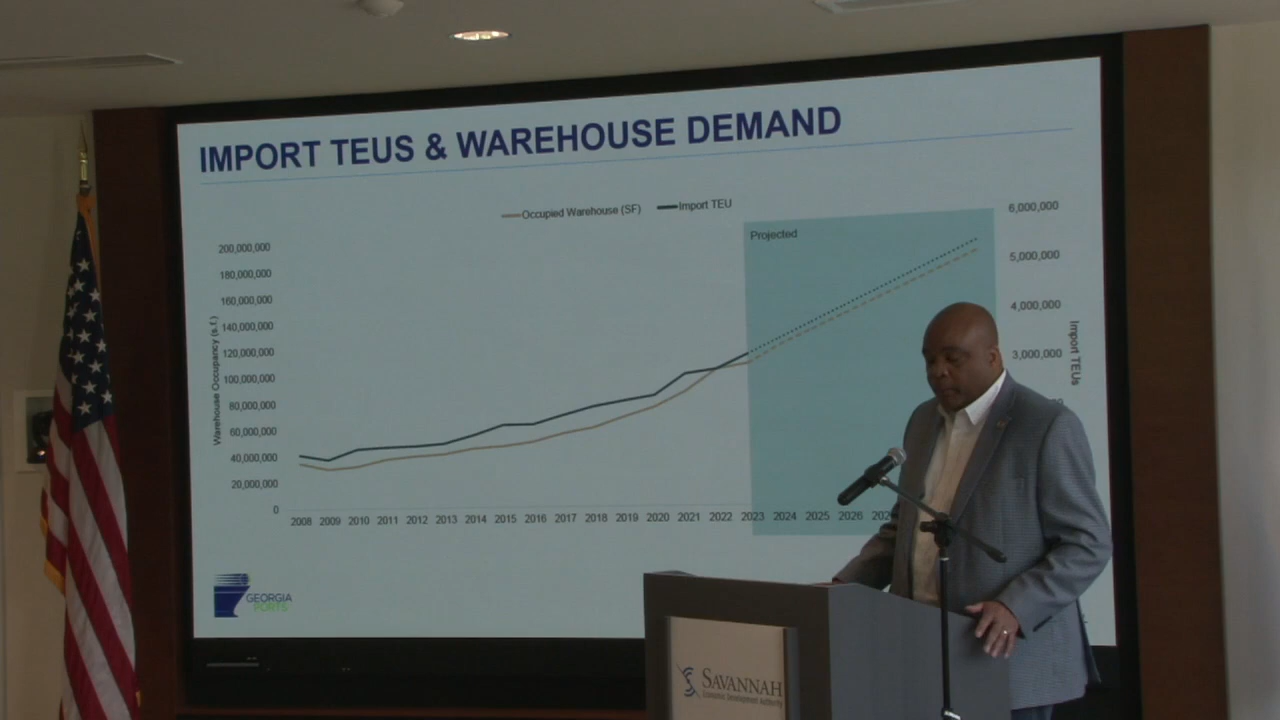 IMPORT TEUS & WAREHOUSE DEMAND
Occupied Warehouse (SF) Import TEU
Projected
200,000,000
180,000,000
160,000,000
140,000,000
120,000,000
100,000,000
80,000,000
60,000,000
40,000,000
20,000,000
0
Warehouse Occupancy (s.f.)
6,000,000
5,000,000
4,000,000
3,000,000
Import TEUs
2008 2009 2010 2011 2012 2013 2014 2015 2016 2017 2018 2019 2020 2021 2022 2023 2024 2025 2026
GEORGIA
PORTS
SAVANNAH
Economic Development Authority